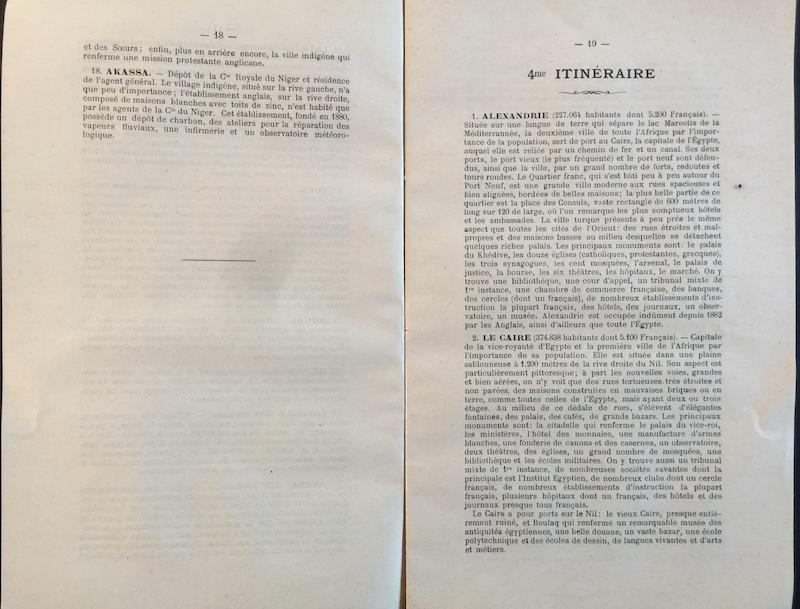 — 18 —
et des Sœurs; enfin, plus en arrière encore, la ville indigène qui
renferme une mission protestante anglicane.
18. AKASSA. — Dépôt de la Cie Royale du Niger et résidence
de l'agent général. Le village indigène, situé sur la rive gauche, n'a
que peu d'importance; l'établissement anglais, sur la rive droite,
composé de maisons blanches avec toits de zinc, n'est habité que
par les agents de la Cie du Niger. Cet établissement, fondé en 1880,
possède un dépôt de charbon, des ateliers pour la réparation des
vapeurs fluviaux, une infirmerie et un observatoire météoro-
logique.
— 19 —
4me ITINÉRAIRE
1. ALEXANDRIE (227.064 habitants dont 5.200 Français). —
Située sur une langue de terre qui sépare le lac Mareotis de la
Méditerrannée, la deuxième ville de toute l'Afrique par l'impor-
tance de la population, sert de port au Caire, la capitale de l'Égypte,
auquel elle est reliée par un chemin de fer et un canal. Ses deux
ports, le port vieux (le plus fréquenté) et le port neuf sont défen-
dus, ainsi que la ville, par un grand nombre de forts, redoutes et
tours rondes. Le Quartier franc, qui s'est bâti peu à peu autour du
Port Neuf, est une grande ville moderne aux rues spacieuses et
bien alignées, bordées de belles maisons; la plus belle partie de ce
quartier est la place des Consuls, vaste rectangle de 600 mètres de
long sur 120 de large, où l'on remarque les plus somptueux hôtels
et les ambassades. La ville turque présente à peu près le même
aspect que toutes les cités de l'Orient: des rues étroites et mal-
propres et des maisons basses au milieu desquelles se détachent
quelques riches palais. Les principaux monuments sont: le palais
du Khédive, les douze églises (catholiques, protestantes, grecques),
les trois synagogues, les cent mosquées, l'arsenal, le palais de
justice, la bourse, les six théâtres, les hôpitaux, le marché. On y
trouve une bibliothèque, une cour d'appel, un tribunal mixte de
1re instance, une chambre de commerce française, des banques,
des cercles (dont un français), de nombreux établissements d'ins-
truction la plupart français, des hôtels, des journaux, un obser-
vatoire, un musée. Alexandrie est occupée indûment depuis 1882
par les Anglais, ainsi d'ailleurs que toute l'Égypte.
2. LE CAIRE (374.838 habitants dont 5.100 Français). — Capitale
de la vice-royauté d'Egypte et la première ville de l'Afrique par
l'importance de sa population. Elle est située dans une plaine
sablonneuse à 1.200 mètres de la rive droite du Nil. Son aspect est
particulièrement pittoresque; à part les nouvelles voies, grandes
et bien aérées, on n'y voit que des rues tortueuses très étroites et
non pavées, des maisons construites en mauvaises briques ou en
terre, comme toutes celles de l'Egypte, mais ayant deux ou trois
étages. Au milieu de ce dédale de rues, s'élèvent d'élégantes
fontaines, des palais, des cafés, de grands bazars. Les principaux
monuments sont: la citadelle qui renferme le palais du vice-roi,
les ministères, l'hôtel des monnaies, une manufacture d'armes
blanches, une fonderie de canons et des casernes, un observatoire,
deux théâtres, des églises, un grand nombre de mosquées, une
bibliothèque et les écoles militaires. On y trouve aussi un tribunal
mixte de 1re instance, de nombreuses sociétés savantes dont la
principale est l'Institut Egyptien, de nombreux clubs dont un cercle
français, de nombreux établissements d'instruction la plupart
français, plusieurs hôpitaux dont un français, des hôtels et des
journaux presque tous français.
Le Caire a pour ports sur le Nil: le vieux Caire, presque entiè-
rement ruiné, et Boulaq qui renferme un remarquable musée des
antiquités égyptiennes, une belle douane, un vaste bazar, une école
polytechnique et des écoles de dessin, de langues vivantes et d'arts
et métiers.